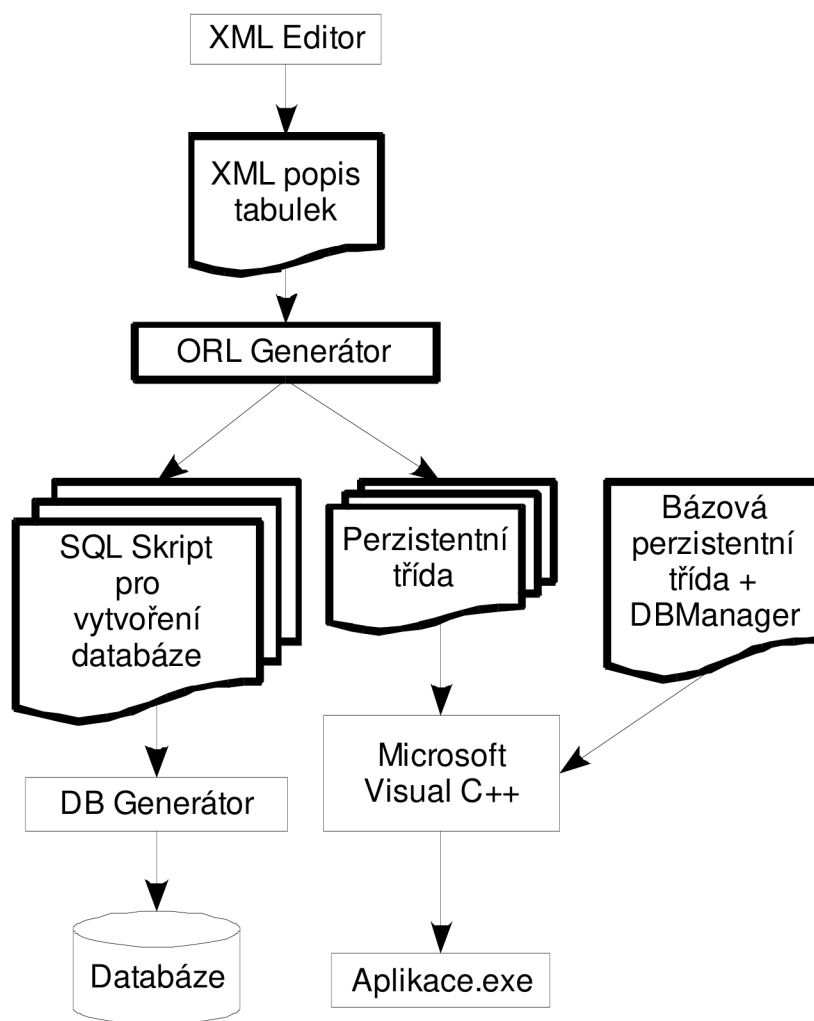 XML Editor
XML popis
tabulek
ORL Generátor
SQL Skript
pro
vytvoření
databáze
Perzistentní
třída
Bázová
perzistentní
třída +
DBManager
Microsoft
Visual C++
DB Generátor
Databáze
Aplikace.exe